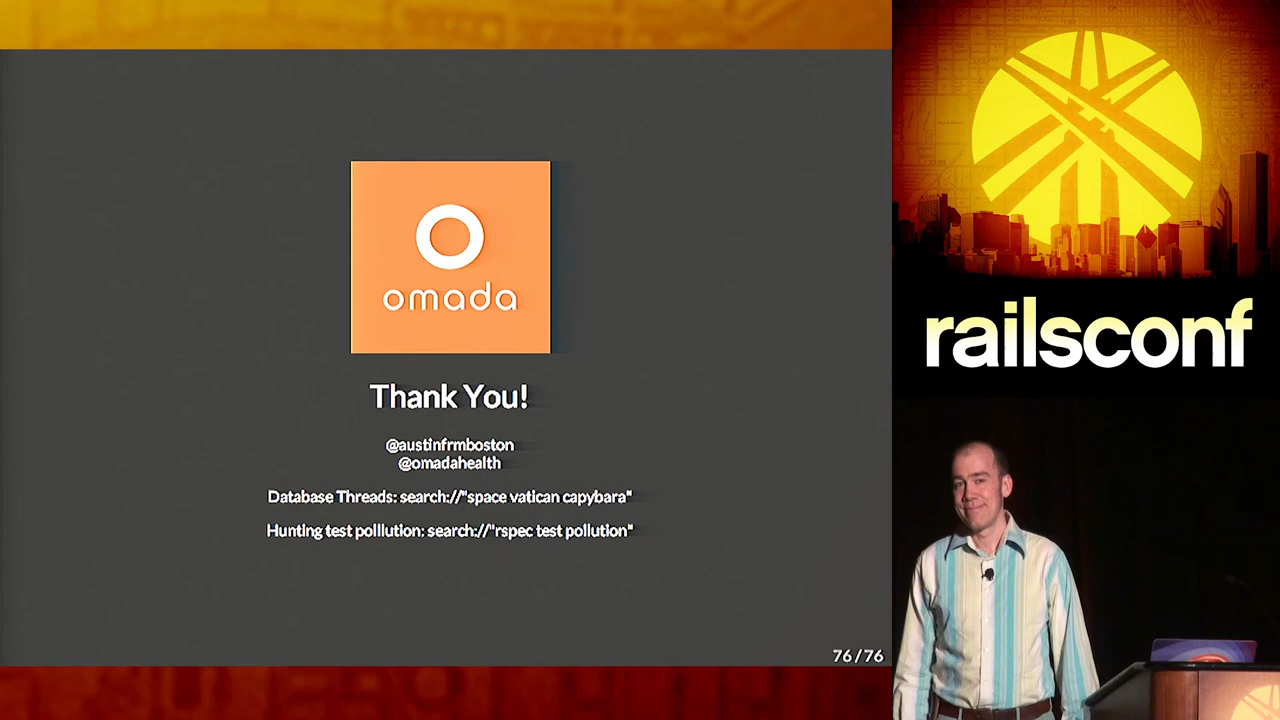 omada
Thank You!
@austinfrmboston
@omadahealth
Database Threads: search://"space vatican capybara"
Hunting test polllution: search://"rspec test pollution"
76/76
railsconf